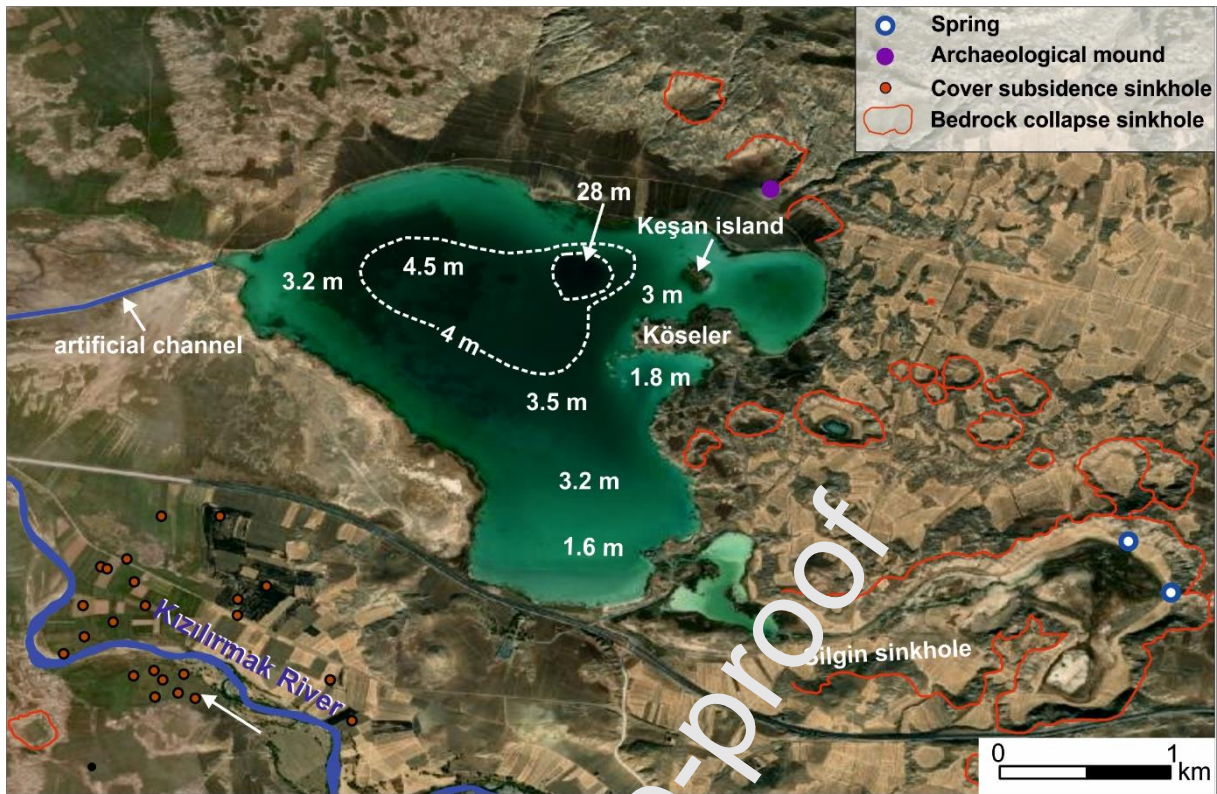 Spring
Archaeological mound
Cover subsidence sinkhole
Bedrock collapse sinkhole
28 m
Keşan island
4.5 m
3.2 m
3 m
4 m
Köseler
artificial channel
1.8 m
3.5 m
3.2 m
1.6 m
Kızılırmak River
sinkhole
-proof
0 1
km